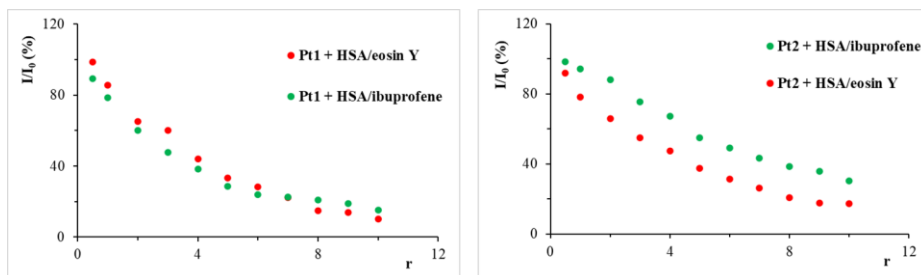 120
80
40
0
I/I0 (%)
Pt1 + HSA/eosin Y
Pt1 + HSA/ibuprofene
0
4
8
12
r
120
80
40
0
I/I0 (%)
Pt2 + HSA/ibuprofene
Pt2 + HSA/eosin Y
0
4
8
12
r